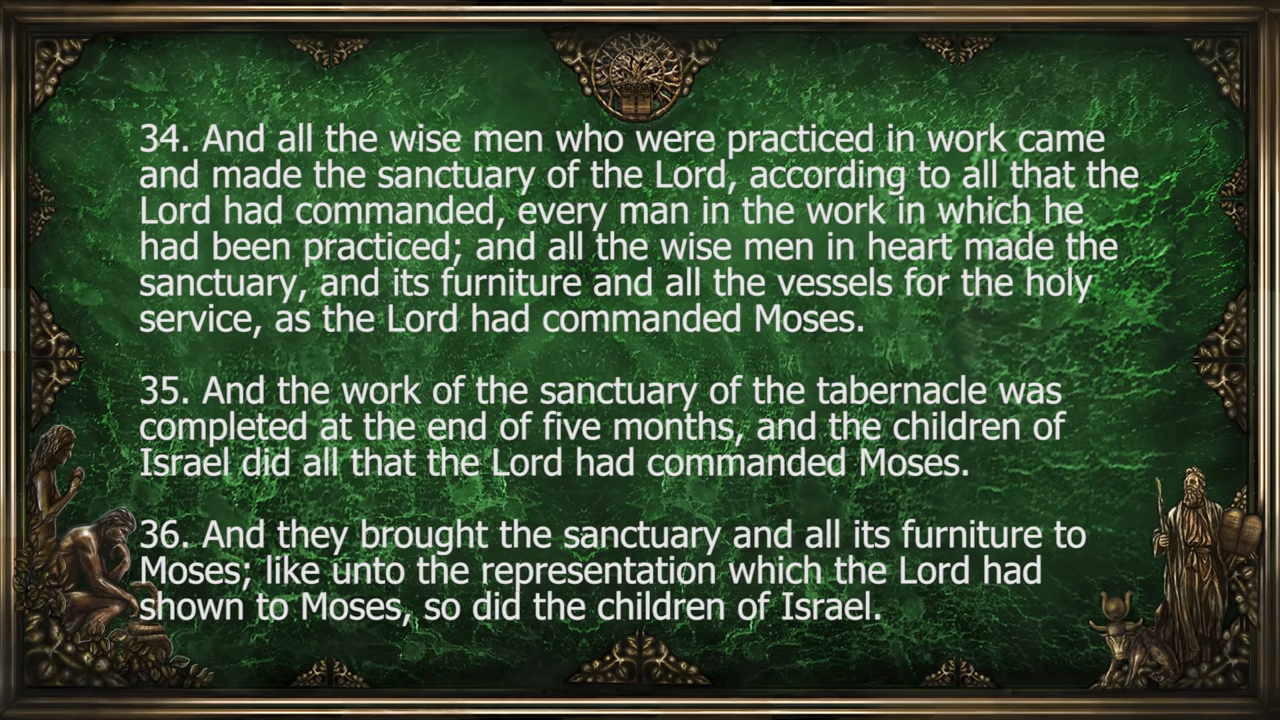 34. And all the wise men who were practiced in work came
and made the sanctuary of the Lord, according to all that the
Lord had commanded, every man in the work in which he
had been practiced; and all the wise men in heart made the
sanctuary, and its furniture and all the vessels for the holy
service, as the Lord had commanded Moses.
35. And the work of the sanctuary of the tabernacle was
completed at the end of five months, and the children of
Israel did all that the Lord had commanded Moses.
36. And they brought the sanctuary and all its furniture to
Moses; like unto the representation which the Lord had
shown to Moses, so did the children of Israel.